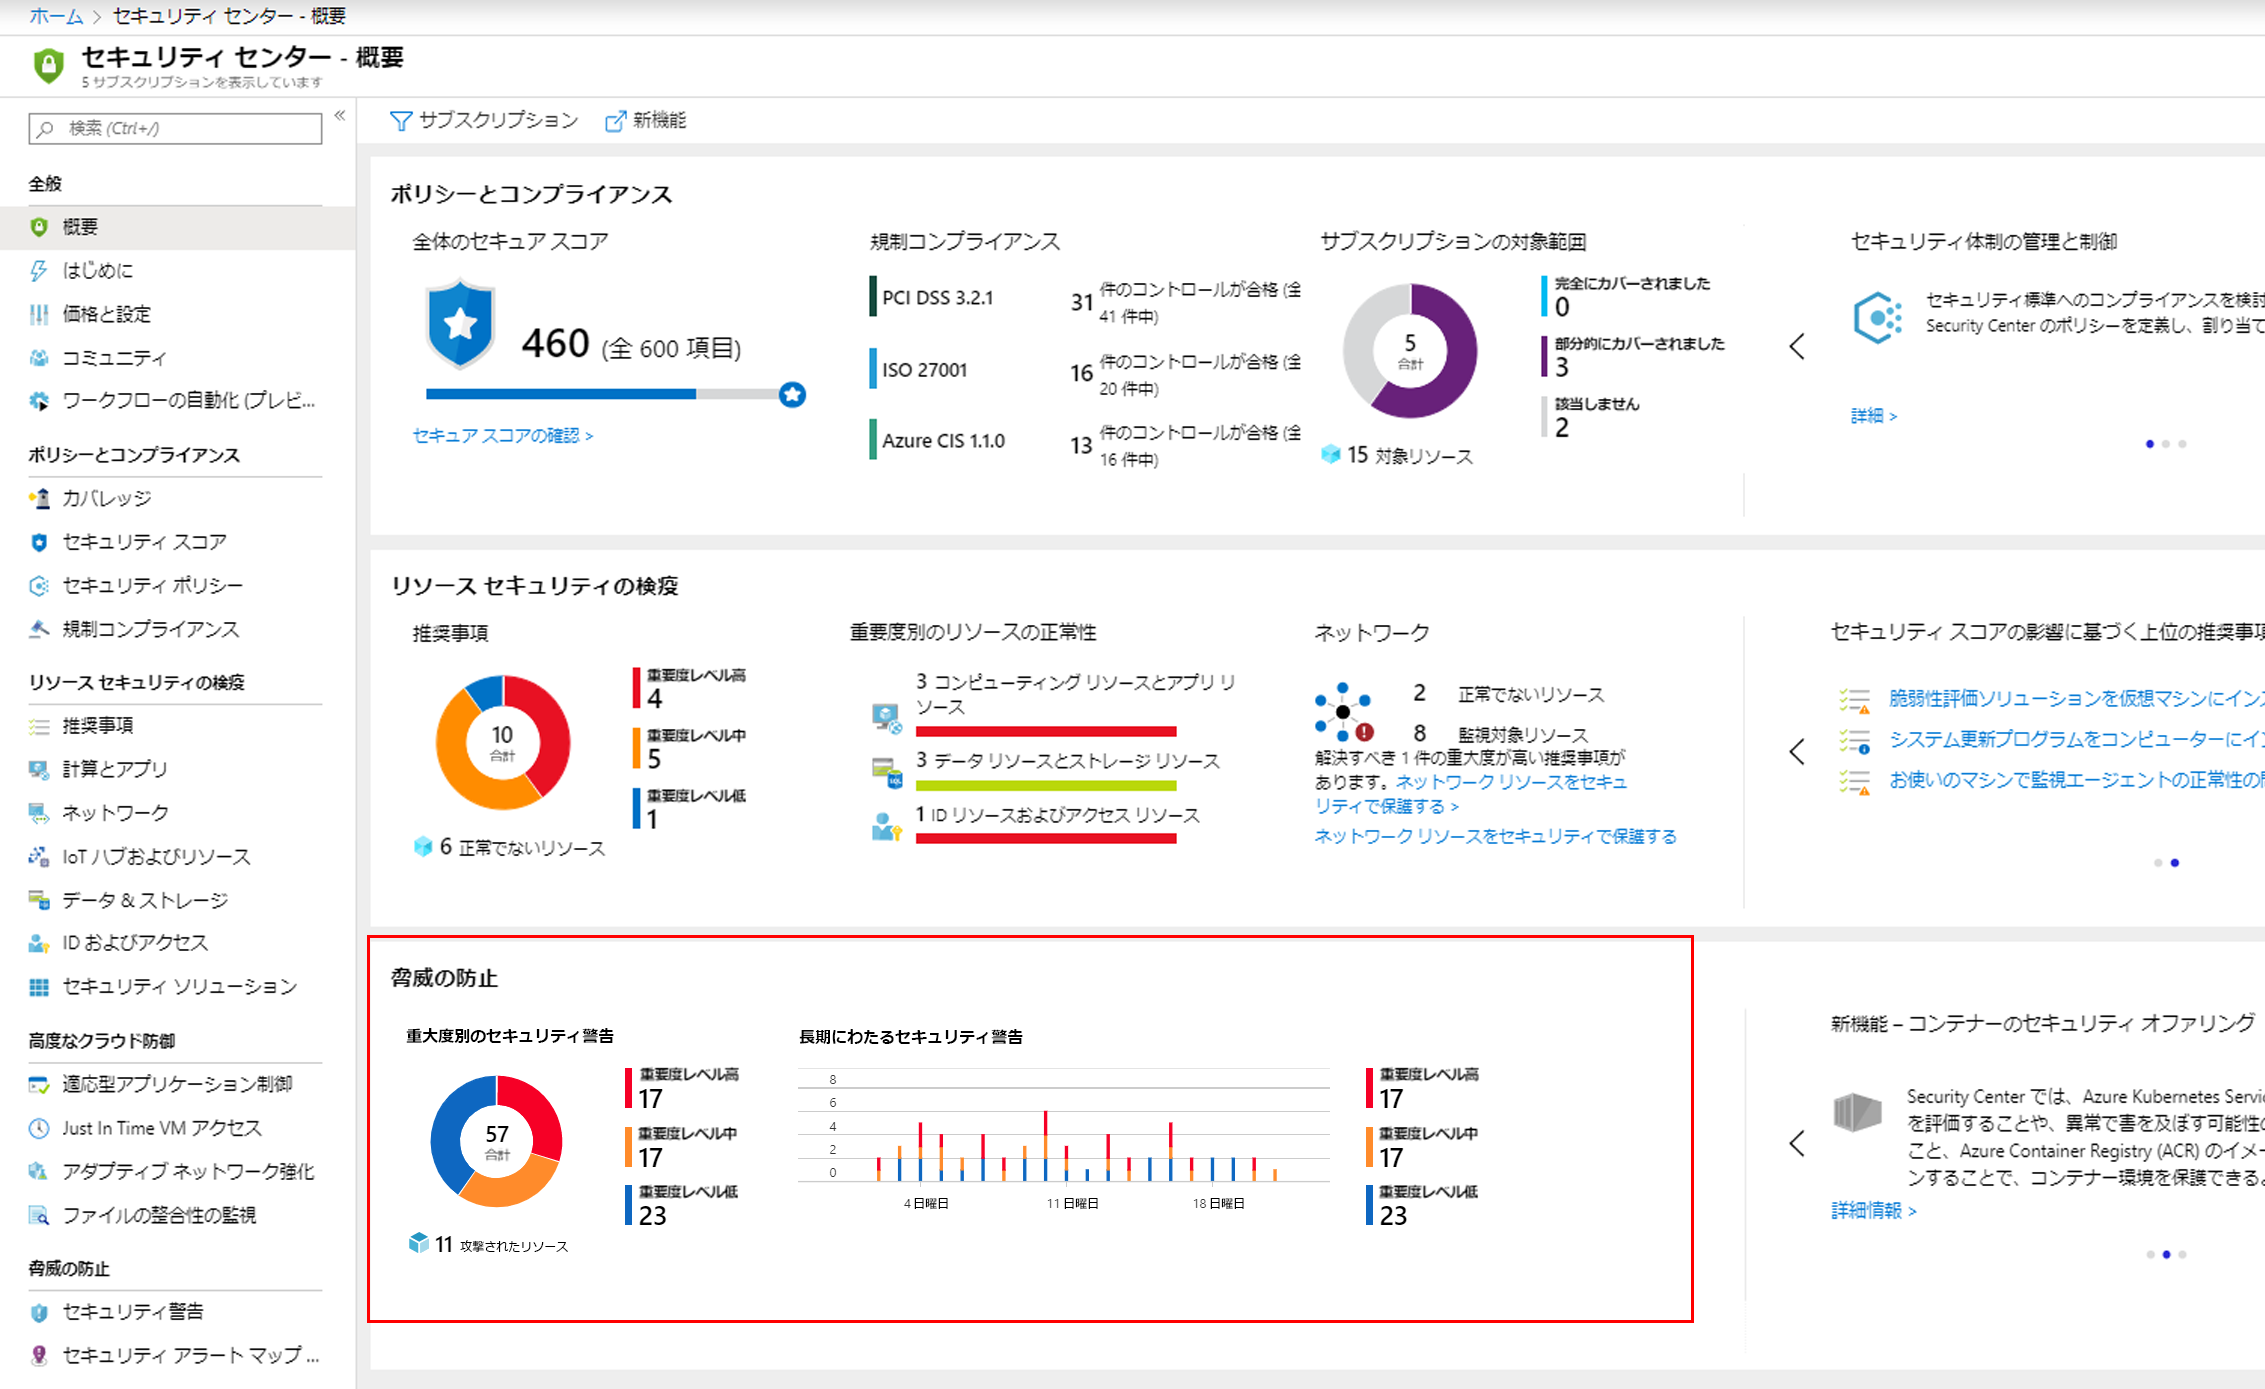 ホーム > セキュリティ センター - 概要
セキュリティ センター - 概要
5 サブスクリプションを表示しています
検索 (Ctrl+/)
«
全般
概要
はじめに
価格と設定
コミュニティ
ワークフローの自動化 (プレビ...
ポリシーとコンプライアンス
カバレッジ
セキュリティ スコア
セキュリティ ポリシー
規制コンプライアンス
リソース セキュリティの検疫
推奨事項
計算とアプリ
ネットワーク
IoT ハブおよびリソース
データ & ストレージ
ID およびアクセス
セキュリティ ソリューション
高度なクラウド防御
適応型アプリケーション制御
Just In Time VM アクセス
アダプティブ ネットワーク強化
ファイルの整合性の監視
脅威の防止
セキュリティ警告
セキュリティ アラート マップ ...
サブスクリプション
新機能
ポリシーとコンプライアンス
全体のセキュア スコア
460 (全 600 項目)
セキュア スコアの確認 >
規制コンプライアンス
PCI DSS 3.2.1
31 件のコントロールが合格 (全
41 件中)
ISO 27001
16 件のコントロールが合格 (全
20 件中)
Azure CIS 1.1.0
13 件のコントロールが合格 (全
16 件中)
サブスクリプションの対象範囲
5
合計
完全にカバーされました
0
部分的にカバーされました
3
該当しません
2
15 対象リソース
セキュリティ体制の管理と制御
セキュリティ標準へのコンプライアンスを検討
Security Center のポリシーを定義し、割り当て
詳細 >
リソース セキュリティの検疫
推奨事項
10
合計
重要度レベル高
4
重要度レベル中
5
重要度レベル低
1
6 正常でないリソース
重要度別のリソースの正常性
3 コンピューティング リソースとアプリ リ
ソース
3 データ リソースとストレージ リソース
1 ID リソースおよびアクセス リソース
ネットワーク
2 正常でないリソース
8 監視対象リソース
解決すべき 1 件の重大度が高い推奨事項が
あります。ネットワーク リソースをセキュ
リティで保護する >
ネットワーク リソースをセキュリティで保護する
セキュリティ スコアの影響に基づく上位の推奨事項
脆弱性評価ソリューションを仮想マシンにインス
システム更新プログラムをコンピューターにイン
お使いのマシンで監視エージェントの正常性の問
脅威の防止
重大度別のセキュリティ警告
57
合計
重要度レベル高
17
重要度レベル中
17
重要度レベル低
23
11 攻撃されたリソース
長期にわたるセキュリティ警告
8
6
4
2
0
4 日曜日
11 日曜日
18 日曜日
重要度レベル高
17
重要度レベル中
17
重要度レベル低
23
新機能 – コンテナーのセキュリティ オファリング
Security Center では、Azure Kubernetes Servic
を評価することや、異常で害を及ぼす可能性の
こと、Azure Container Registry (ACR) のイメー
ンすることで、コンテナー環境を保護できるよ
詳細情報 >